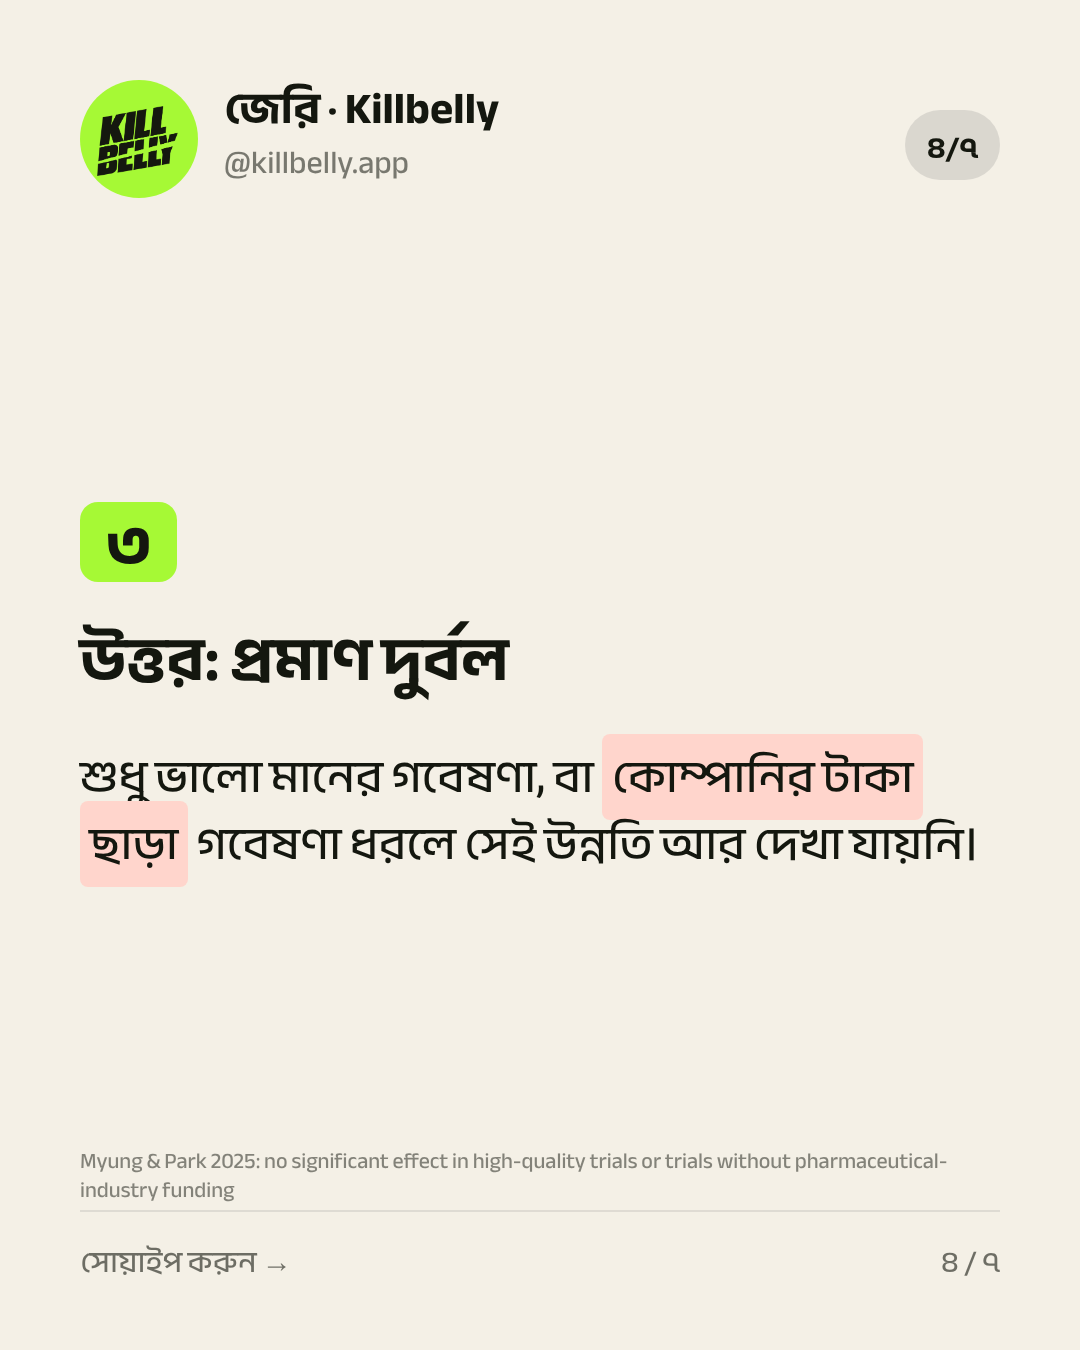 KILL
BELLY
BELLY
জেরি · Killbelly
@killbelly.app
৪/৭
৩
উত্তর: প্রমাণ দুর্বল
শুধু ভালো মানের গবেষণা, বা কোম্পানির টাকা
ছাড়া গবেষণা ধরলে সেই উন্নতি আর দেখা যায়নি।
Myung & Park 2025: no significant effect in high-quality trials or trials without pharmaceutical-
industry funding
সোয়াইপ করুন →
৪ / ৭